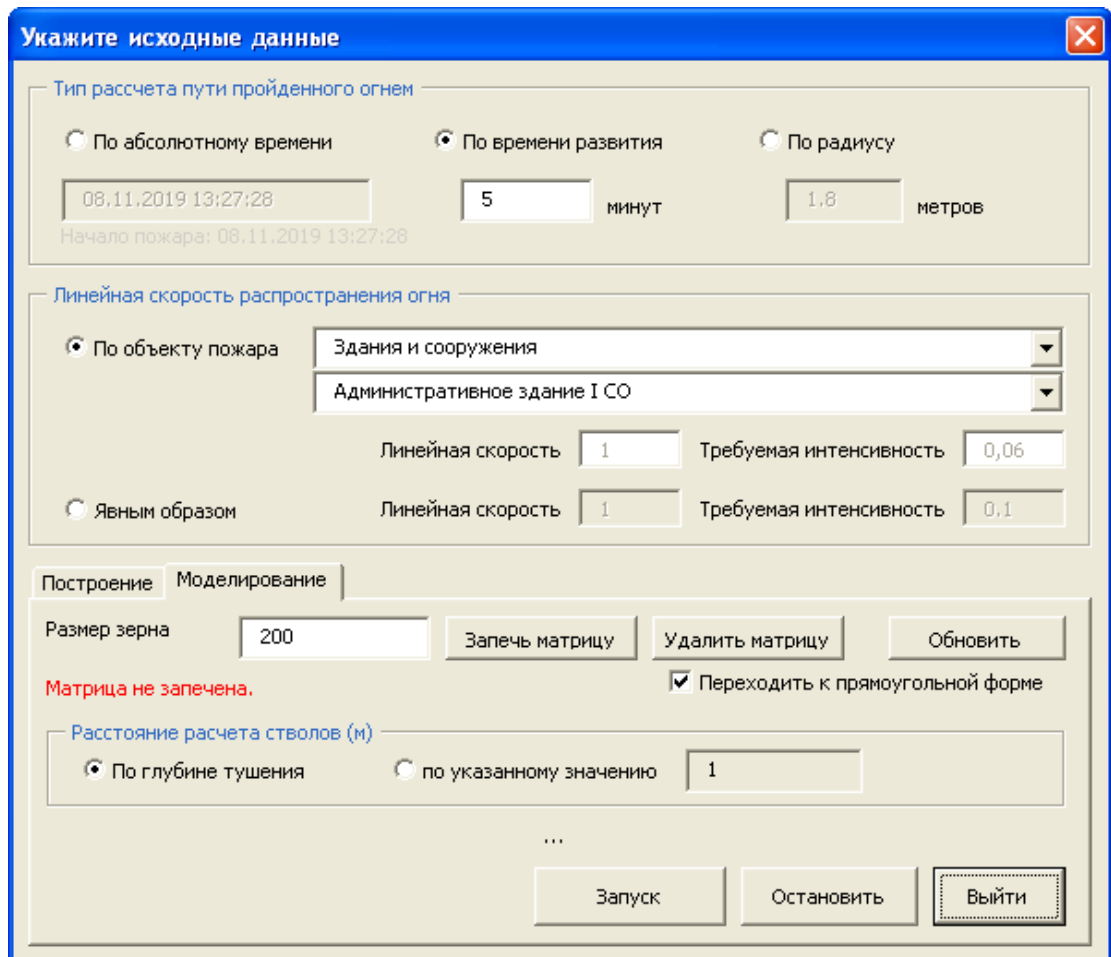 Укажите исходные данные
Тип рассчета пути пройденного огнем
По абсолютному времени По времени развития По радиусу
08.11.2019 13:27:28 5 минут 1.8 метров
Начало пожара: 08.11.2019 13:27:28
Линейная скорость распространения огня
По объекту пожара Здания и сооружения
Административное здание I СО
Линейная скорость 1 Требуемая интенсивность 0,06
Явным образом Линейная скорость 1 Требуемая интенсивность 0.1
Построение Моделирование
Размер зерна 200 Запечь матрицу Удалить матрицу Обновить
Матрица не запечена. Переходить к прямоугольной форме
Расстояние расчета стволов (м)
По глубине тушения по указанному значению 1
...
Запуск Остановить Выйти